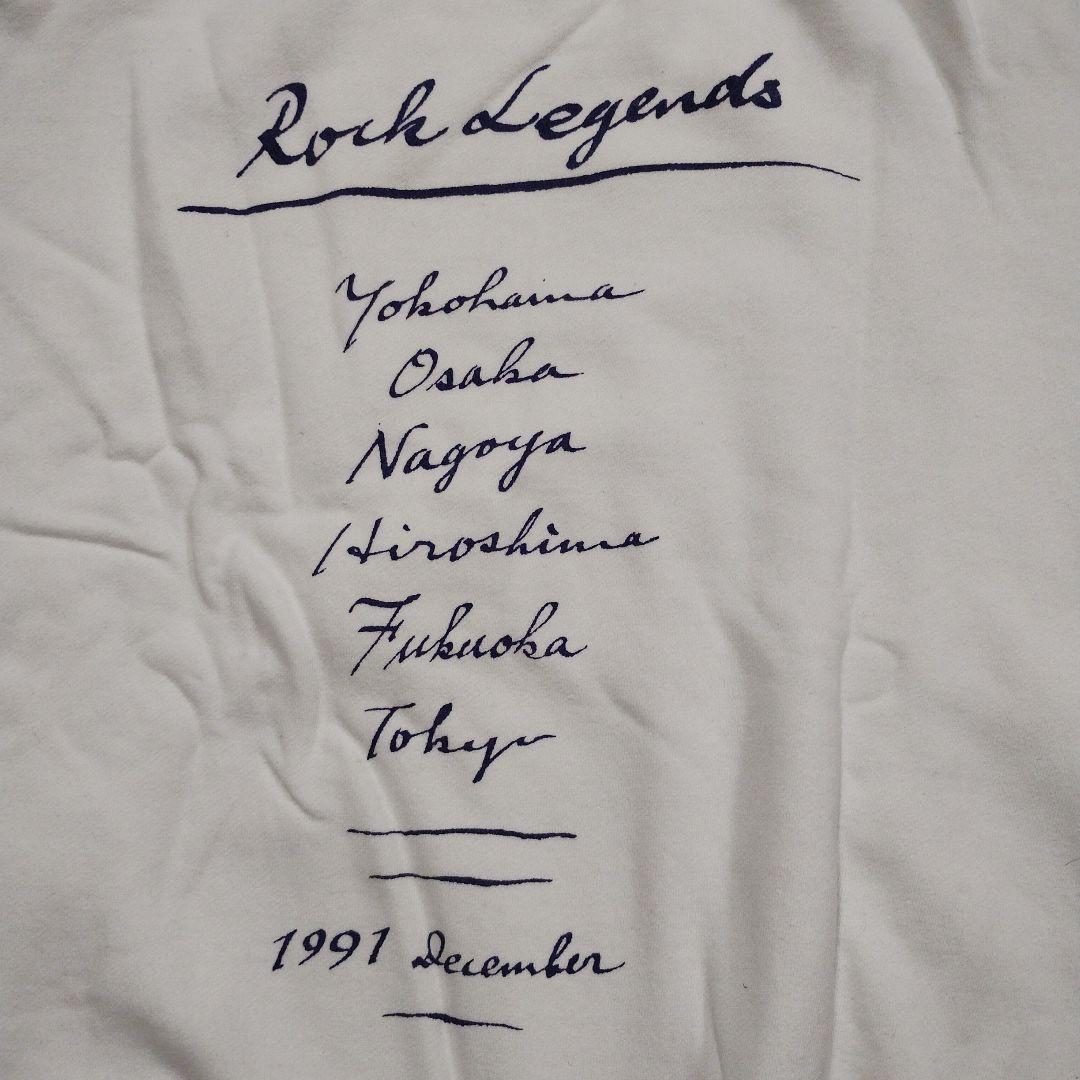 Rock Legends
Yokohama
Osaka
Nagoya
Hiroshima
Fukuoka
Tokyo
1991 December